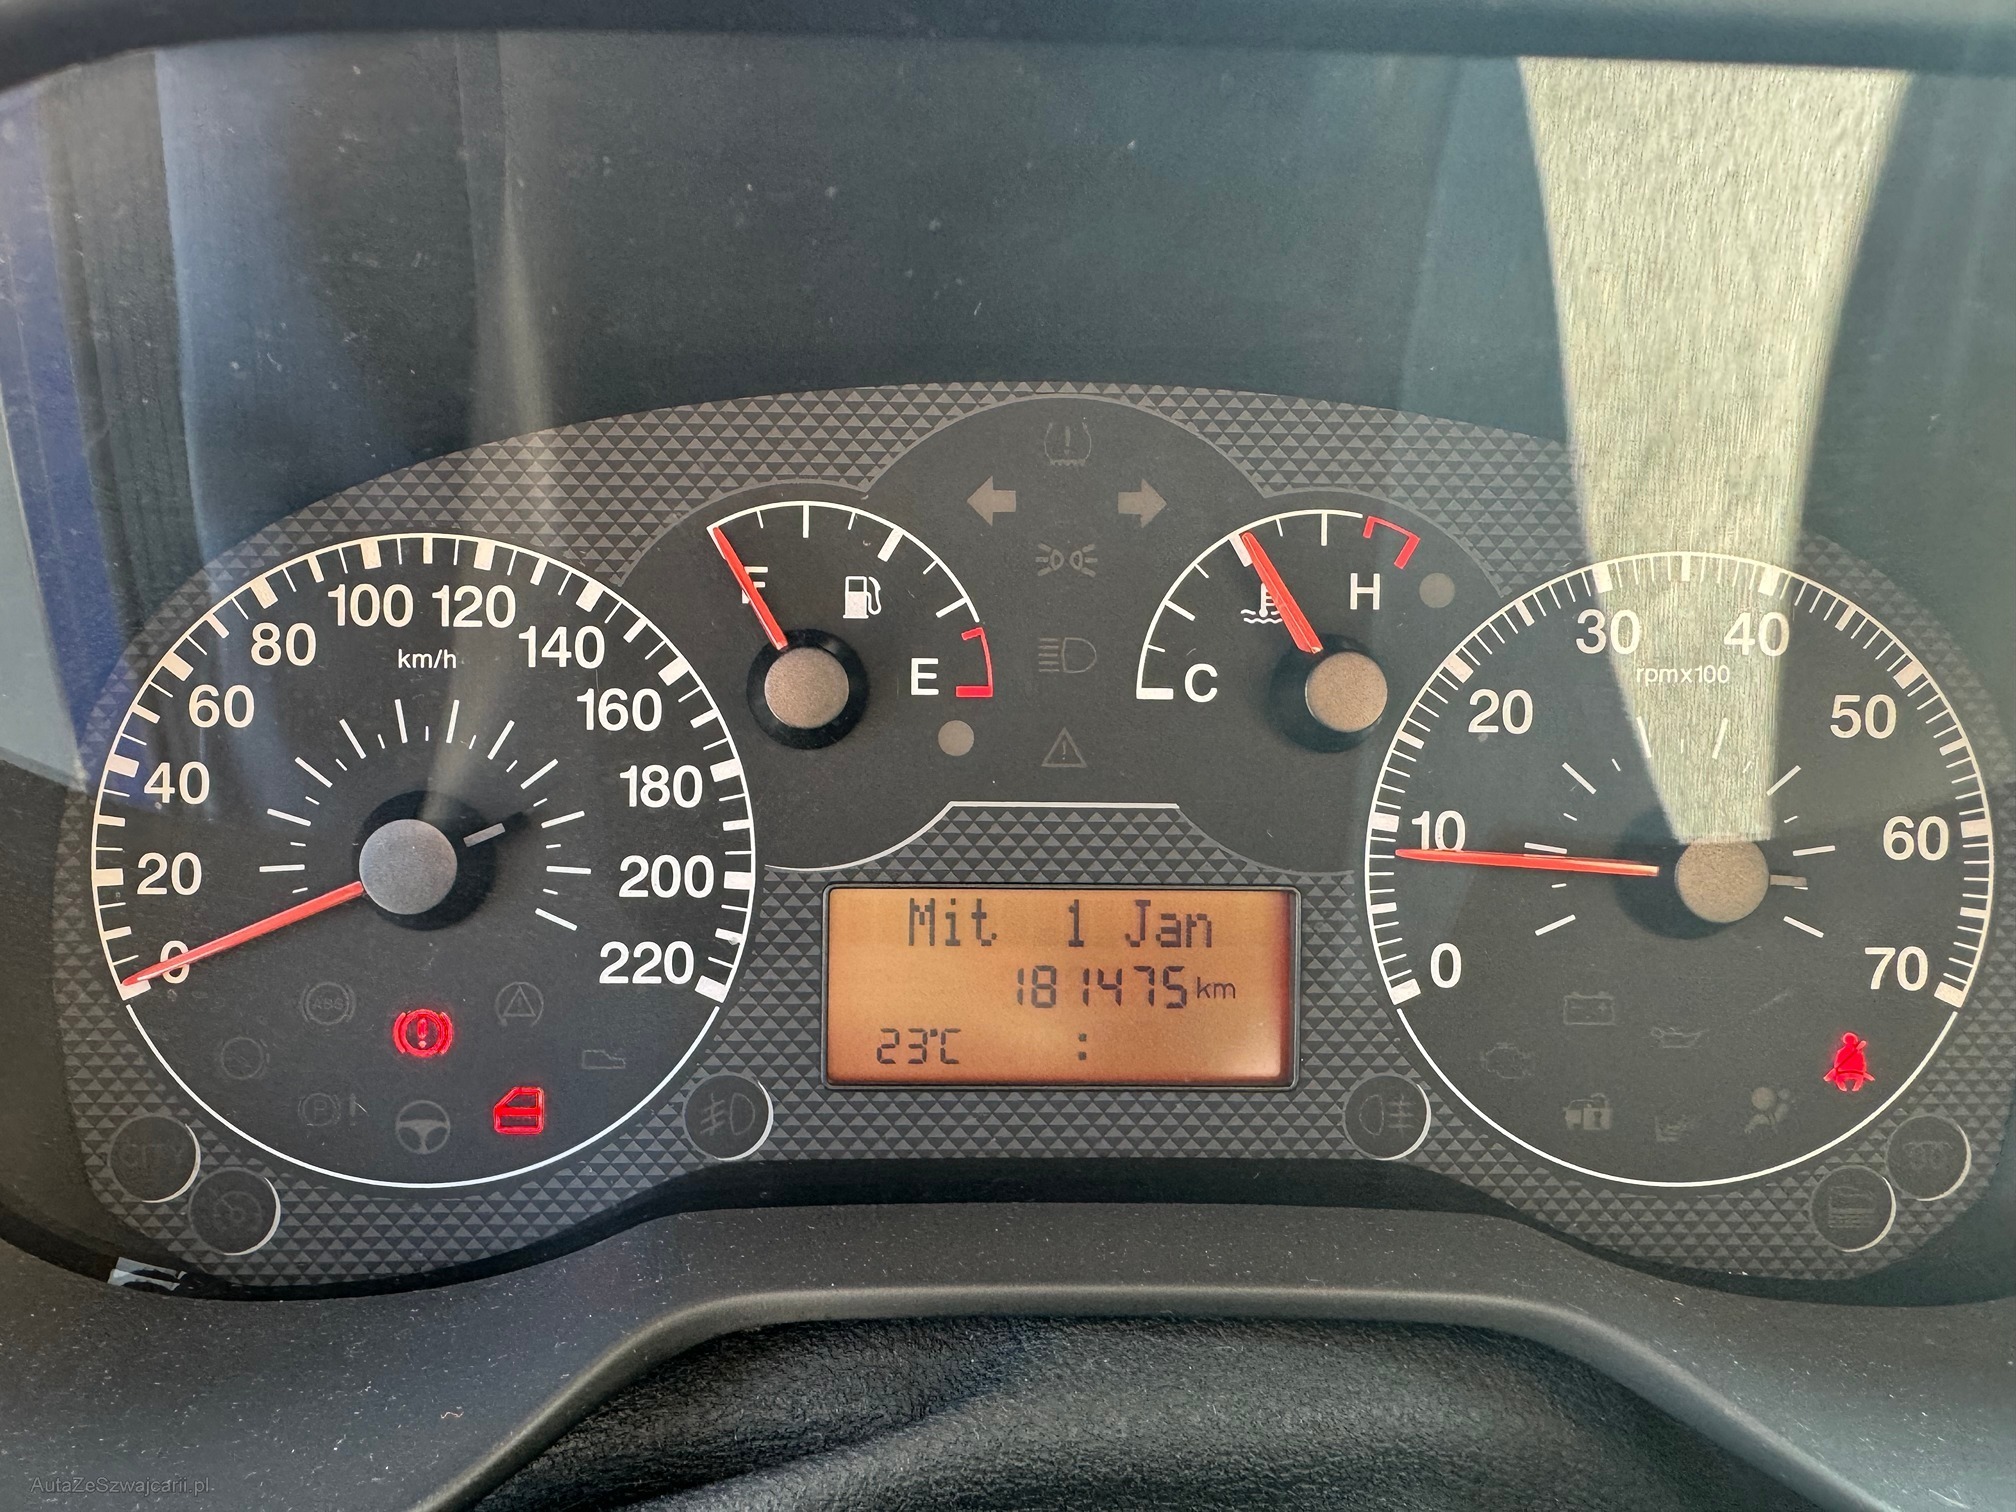 80 100 120 140
km/h
60 160
40 180
20 200
0 220
F
E
H
C
30 40
rpmx100
20 50
10 60
0 70
Mit 1 Jan
181475 km
23°C :
ABS
P !
CITY
AutaZeSzwajcarii.pl